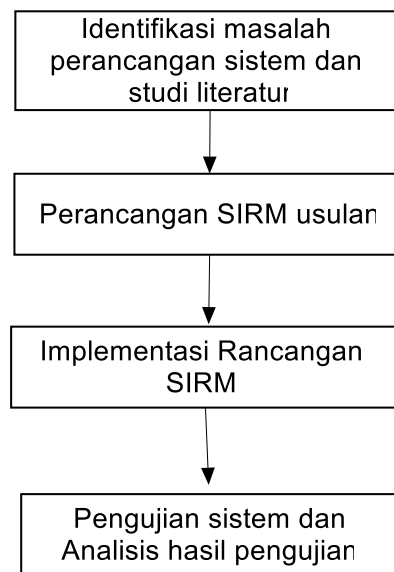 Identifikasi masalah
perancangan sistem dan
studi literatur
Perancangan SIRM usulan
Implementasi Rancangan
SIRM
Pengujian sistem dan
Analisis hasil pengujian